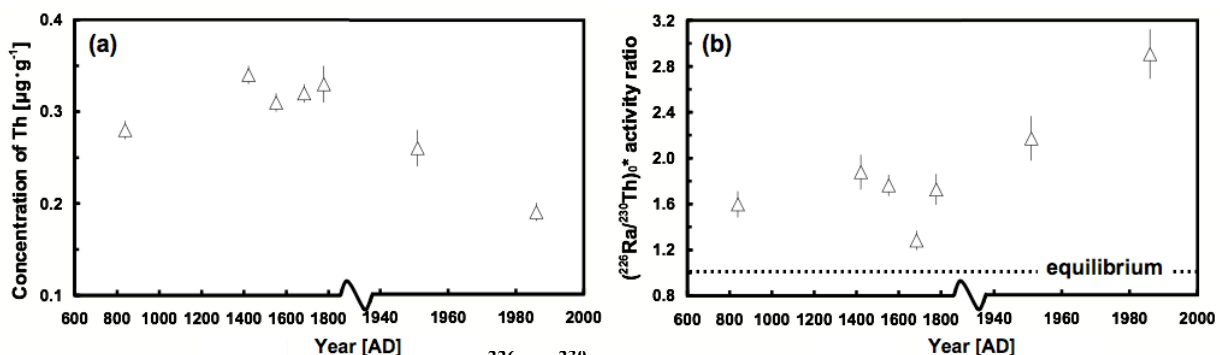 (a)
Concentration of Th [µg·g⁻¹]
0.4
0.3
0.2
0.1
600 800 1000 1200 1400 1600 1800 1940 1960 1980 2000
Year [AD]
(b)
(²²⁶Ra/²³⁰Th)₀* activity ratio
3.2
2.8
2.4
2.0
1.6
1.2
0.8
equilibrium
600 800 1000 1200 1400 1600 1800 1940 1960 1980 2000
Year [AD]